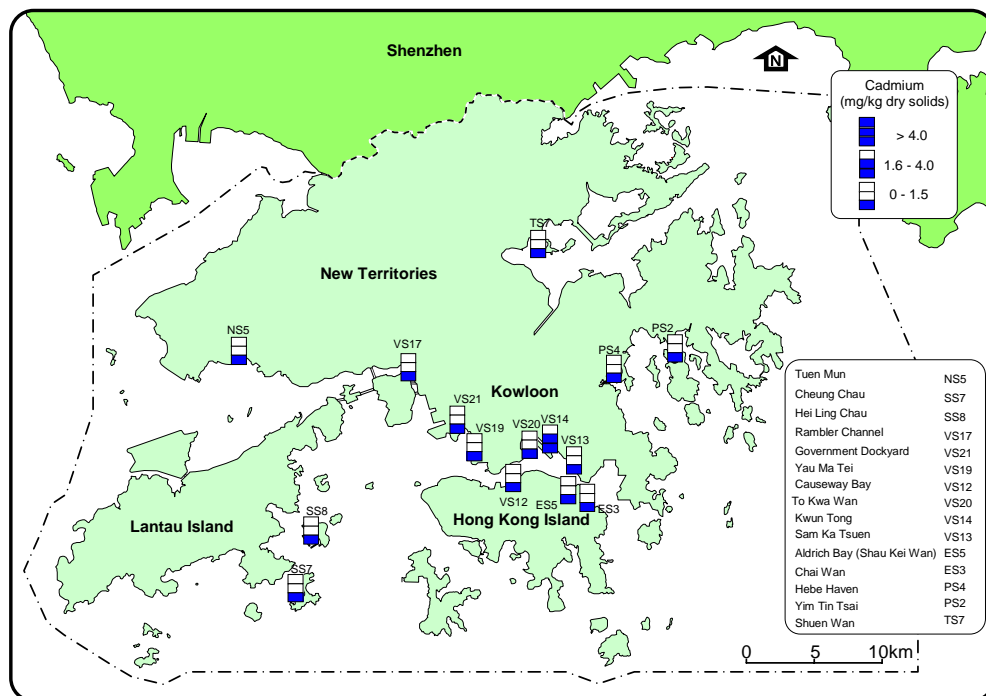 Shenzhen
N
Cadmium
(mg/kg dry solids)
> 4.0
1.6 - 4.0
0 - 1.5
TS7
New Territories
NS5
VS17
PS2
PS4
Kowloon
VS21
VS19
VS20
VS14
VS13
VS12
ES5
ES3
Hong Kong Island
Lantau Island
SS8
SS7
Tuen Mun NS5
Cheung Chau SS7
Hei Ling Chau SS8
Rambler Channel VS17
Government Dockyard VS21
Yau Ma Tei VS19
Causeway Bay VS12
To Kwa Wan VS20
Kwun Tong VS14
Sam Ka Tsuen VS13
Aldrich Bay (Shau Kei Wan) ES5
Chai Wan ES3
Hebe Haven PS4
Yim Tin Tsai PS2
Shuen Wan TS7
0 5 10km